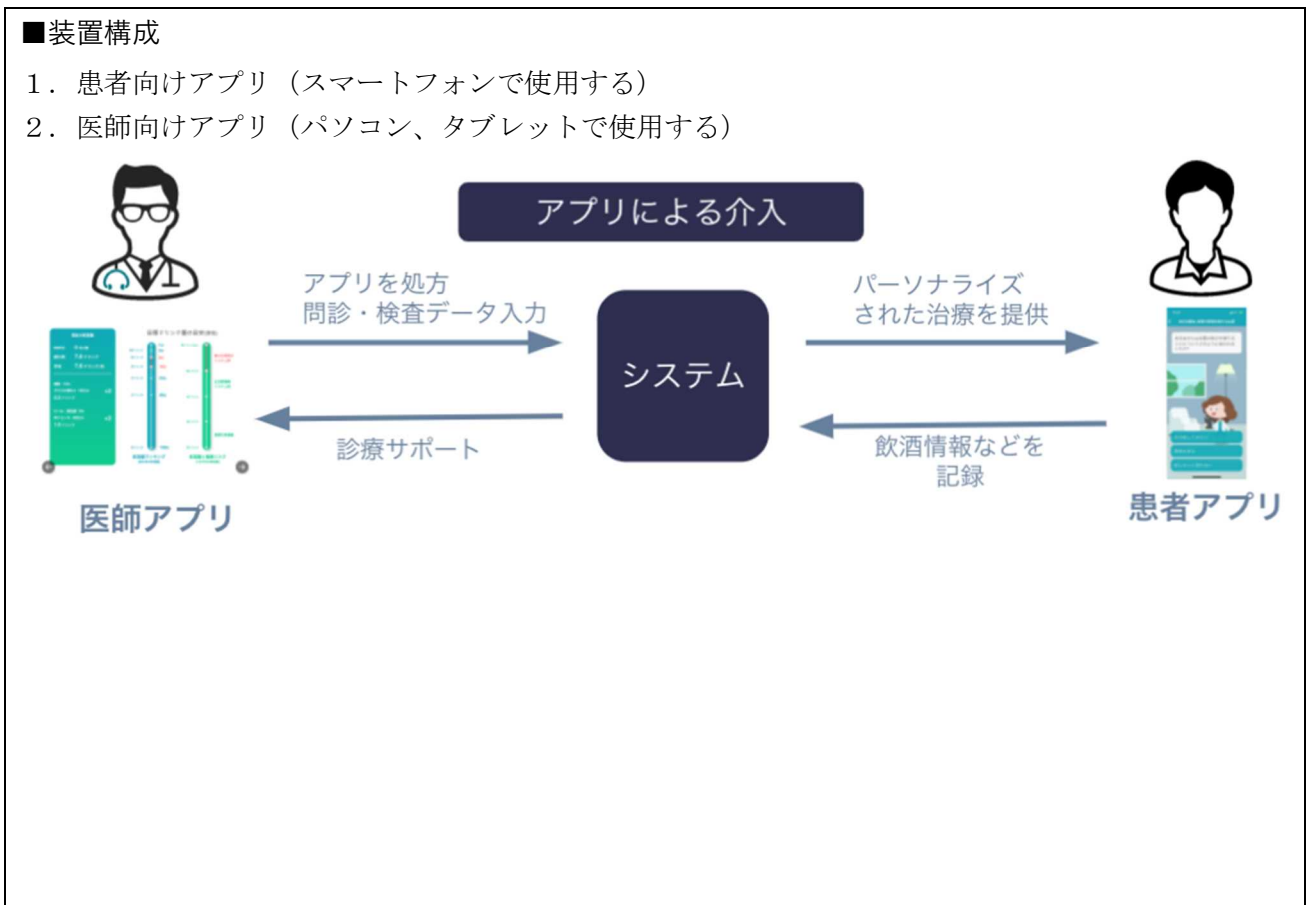 ■装置構成
１．患者向けアプリ（スマートフォンで使用する）
２．医師向けアプリ（パソコン、タブレットで使用する）
アプリによる介入
アプリを処方
問診・検査データ入力
パーソナライズ
された治療を提供
システム
診療サポート
飲酒情報などを
記録
医師アプリ
患者アプリ